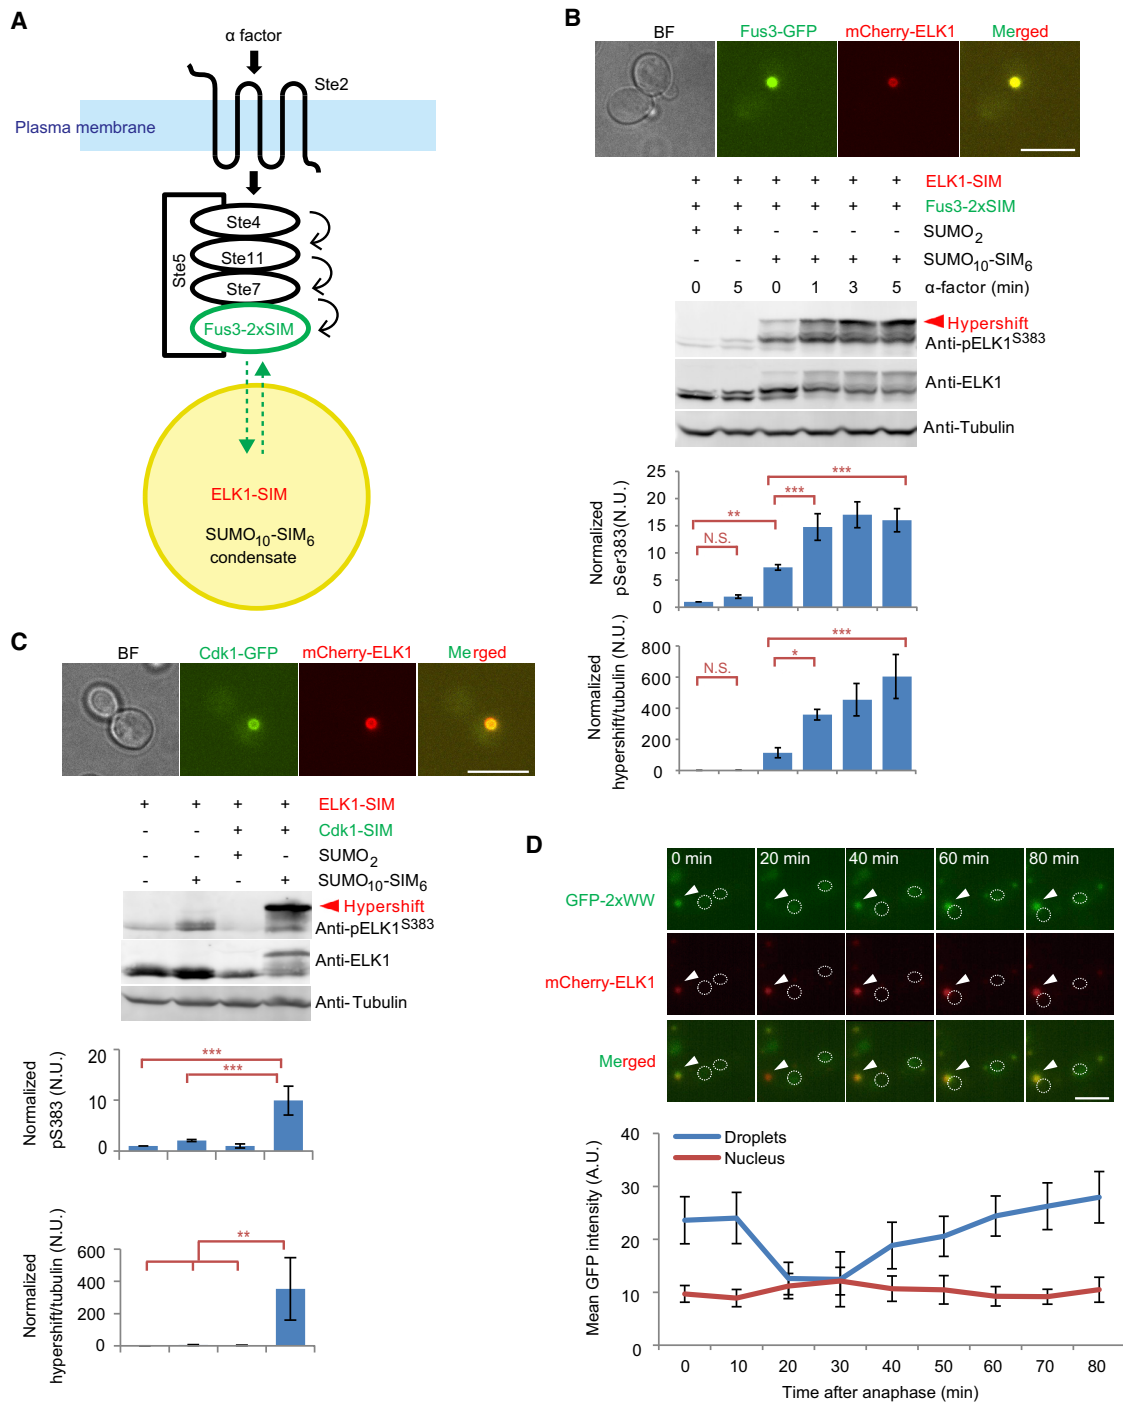 A
α factor
Ste2
Plasma membrane
Ste5
Ste4
Ste11
Ste7
Fus3-2xSIM
ELK1-SIM
SUMO10-SIM6
condensate
B
BF Fus3-GFP mCherry-ELK1 Merged
+ + + + + + ELK1-SIM
+ + + + + + Fus3-2xSIM
+ + - - - - SUMO2
- - + + + + SUMO10-SIM6
0 5 0 1 3 5 α-factor (min)
Hypershift
Anti-pELK1S383
Anti-ELK1
Anti-Tubulin
Normalized
pSer383(N.U.)
25
20
15
10
5
0
N.S.
**
***
***
Normalized
hypershift/tubulin (N.U.)
800
600
400
200
0
N.S.
*
***
C
BF Cdk1-GFP mCherry-ELK1 Merged
+ + + + ELK1-SIM
- - + + Cdk1-SIM
- - + - SUMO2
- + - + SUMO10-SIM6
Hypershift
Anti-pELK1S383
Anti-ELK1
Anti-Tubulin
Normalized
pS383 (N.U.)
20
10
0
***
***
Normalized
hypershift/tubulin (N.U.)
600
400
200
0
**
D
0 min 20 min 40 min 60 min 80 min
GFP-2xWW
mCherry-ELK1
Merged
Mean GFP intensity (A.U.)
40
30
20
10
0
Droplets
Nucleus
0 10 20 30 40 50 60 70 80
Time after anaphase (min)